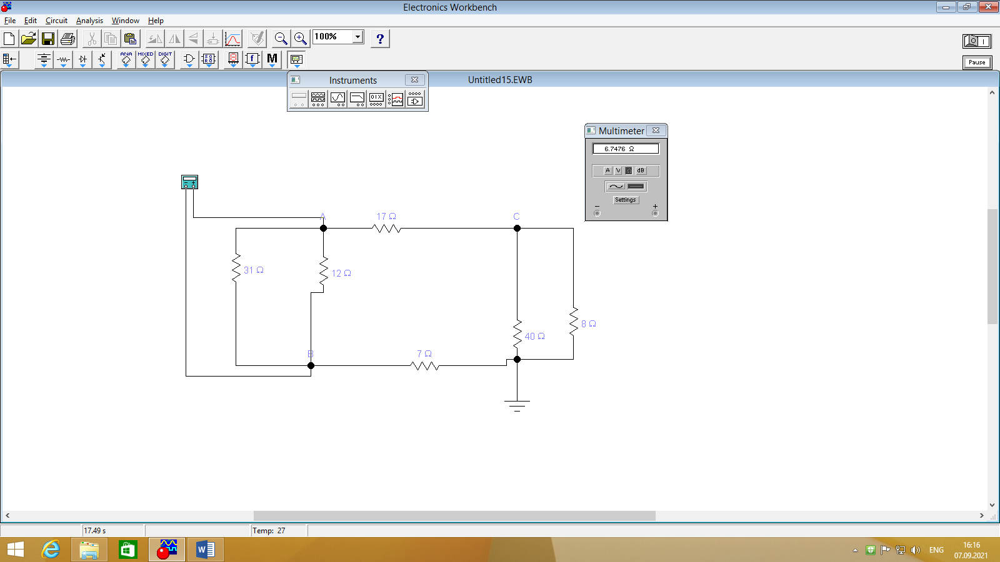 Electronics Workbench
File Edit Circuit Analysis Window Help
100%
?
ANA MIXED DIGIT
M
Pause
Untitled15.EWB
Instruments
Multimeter
6.7476 Ω
A V Ω dB
Settings
− +
A
17 Ω
C
31 Ω
12 Ω
8 Ω
40 Ω
B
7 Ω
17.49 s
Temp: 27
ENG
16:16
07.09.2021